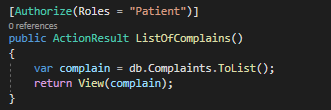 [Authorize(Roles = "Patient")]
0 references
public ActionResult ListOfComplains()
{
var complain = db.Complaints.ToList();
return View(complain);
}